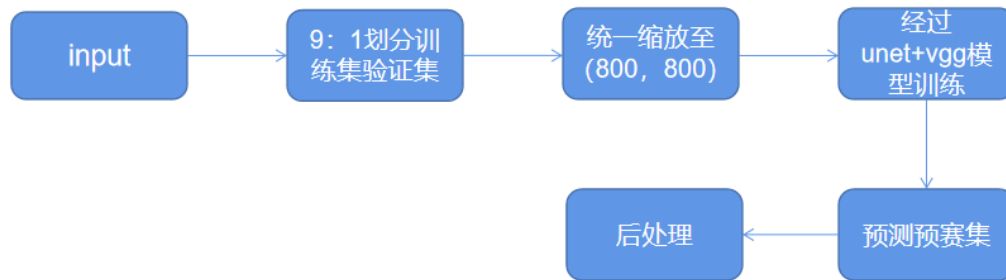 input
9：1划分训
练集验证集
统一缩放至
(800，800)
经过
unet+vgg模
型训练
预测预赛集
后处理